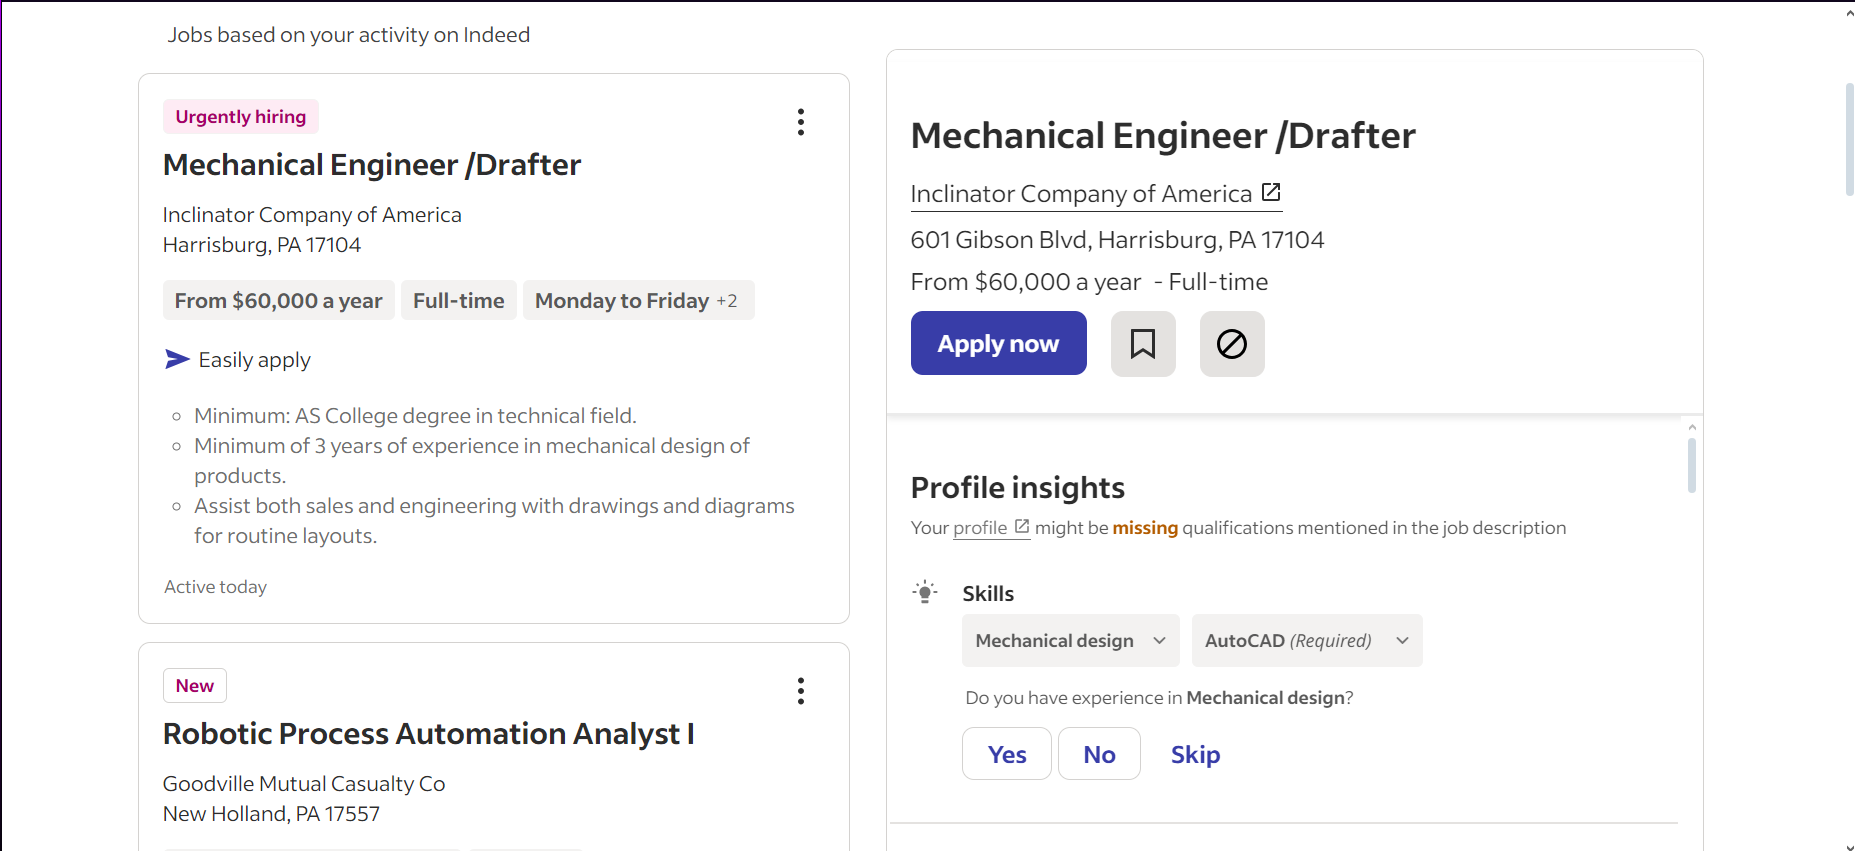 Jobs based on your activity on Indeed
Urgently hiring
Mechanical Engineer /Drafter
Inclinator Company of America
Harrisburg, PA 17104
From $60,000 a year
Full-time
Monday to Friday +2
Easily apply
Minimum: AS College degree in technical field.
Minimum of 3 years of experience in mechanical design of
products.
Assist both sales and engineering with drawings and diagrams
for routine layouts.
Active today
New
Robotic Process Automation Analyst I
Goodville Mutual Casualty Co
New Holland, PA 17557
Mechanical Engineer /Drafter
Inclinator Company of America
601 Gibson Blvd, Harrisburg, PA 17104
From $60,000 a year - Full-time
Apply now
Profile insights
Your profile might be missing qualifications mentioned in the job description
Skills
Mechanical design
AutoCAD (Required)
Do you have experience in Mechanical design?
Yes
No
Skip